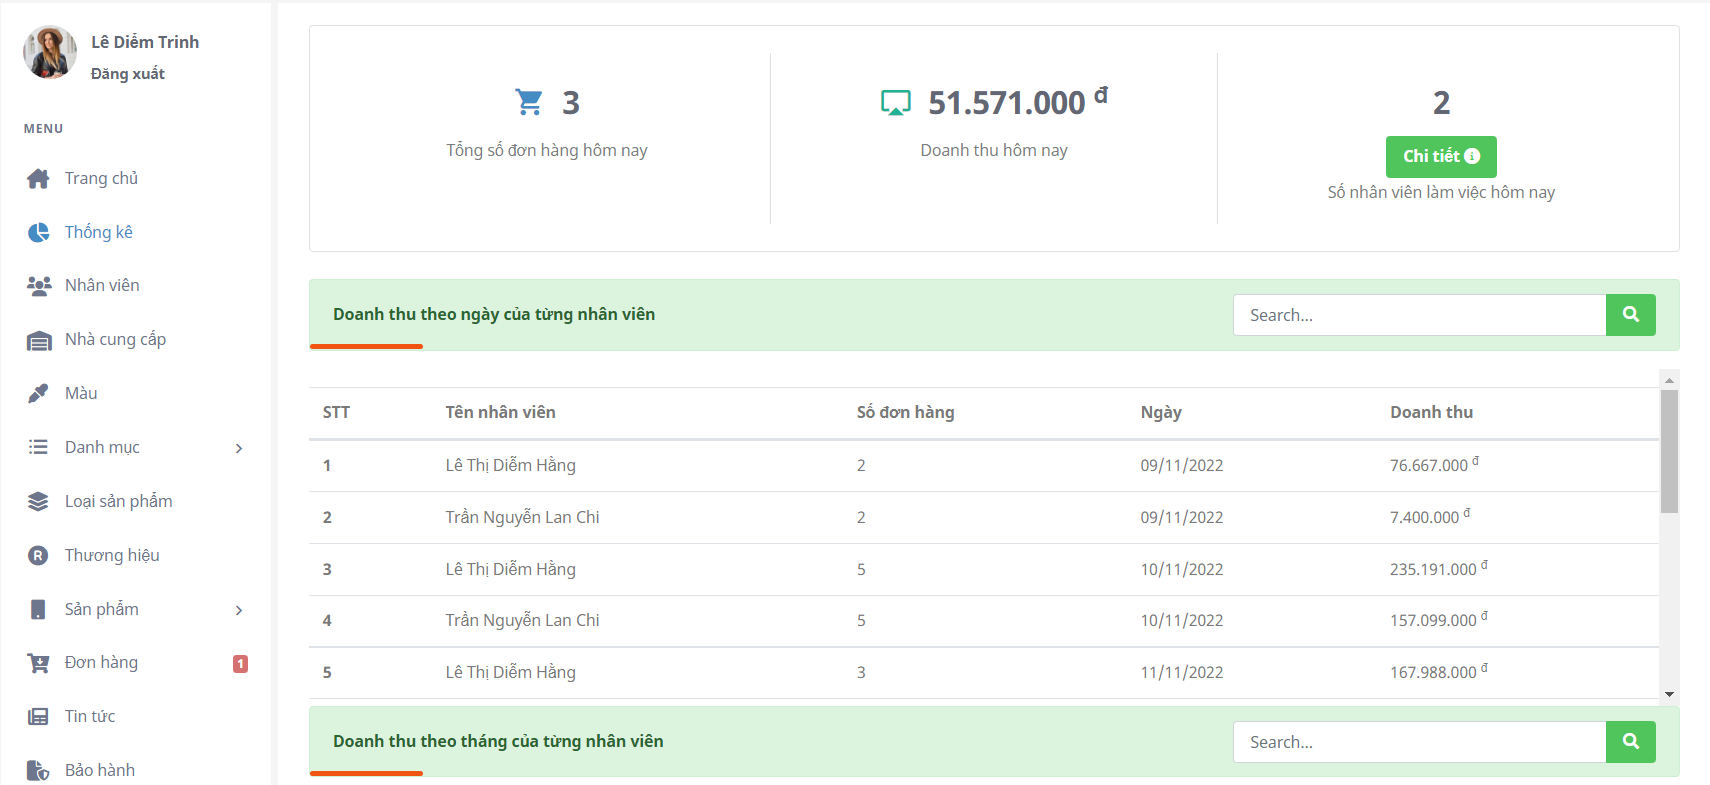 Lê Diễm Trinh
Đăng xuất
MENU
Trang chủ
Thống kê
Nhân viên
Nhà cung cấp
Màu
Danh mục
Loại sản phẩm
Thương hiệu
Sản phẩm
Đơn hàng 1
Tin tức
Bảo hành
3
Tổng số đơn hàng hôm nay
51.571.000 đ
Doanh thu hôm nay
2
Chi tiết
Số nhân viên làm việc hôm nay
Doanh thu theo ngày của từng nhân viên
Search...
STT Tên nhân viên Số đơn hàng Ngày Doanh thu
1 Lê Thị Diễm Hằng 2 09/11/2022 76.667.000 đ
2 Trần Nguyễn Lan Chi 2 09/11/2022 7.400.000 đ
3 Lê Thị Diễm Hằng 5 10/11/2022 235.191.000 đ
4 Trần Nguyễn Lan Chi 5 10/11/2022 157.099.000 đ
5 Lê Thị Diễm Hằng 3 11/11/2022 167.988.000 đ
Doanh thu theo tháng của từng nhân viên
Search...